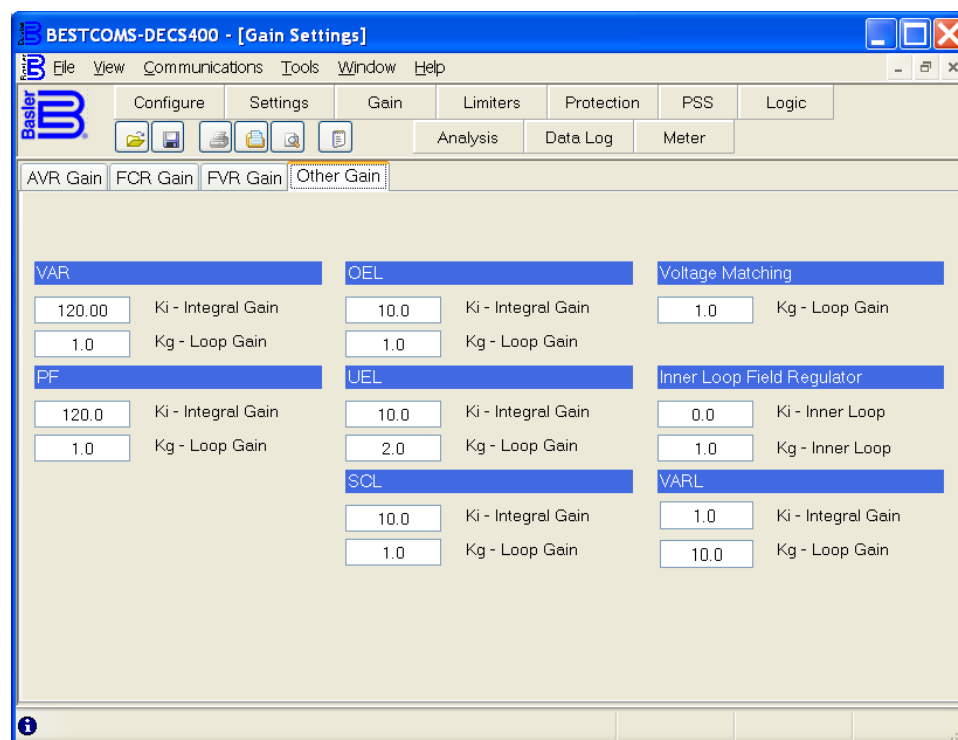 BESTCOMS-DECS400 - [Gain Settings]
File View Communications Tools Window Help
Basler
Configure Settings Gain Limiters Protection PSS Logic
Analysis Data Log Meter
AVR Gain FCR Gain FVR Gain Other Gain
VAR
120.00 Ki - Integral Gain
1.0 Kg - Loop Gain
PF
120.0 Ki - Integral Gain
1.0 Kg - Loop Gain
OEL
10.0 Ki - Integral Gain
1.0 Kg - Loop Gain
UEL
10.0 Ki - Integral Gain
2.0 Kg - Loop Gain
SCL
10.0 Ki - Integral Gain
1.0 Kg - Loop Gain
Voltage Matching
1.0 Kg - Loop Gain
Inner Loop Field Regulator
0.0 Ki - Inner Loop
1.0 Kg - Inner Loop
VARL
1.0 Ki - Integral Gain
10.0 Kg - Loop Gain